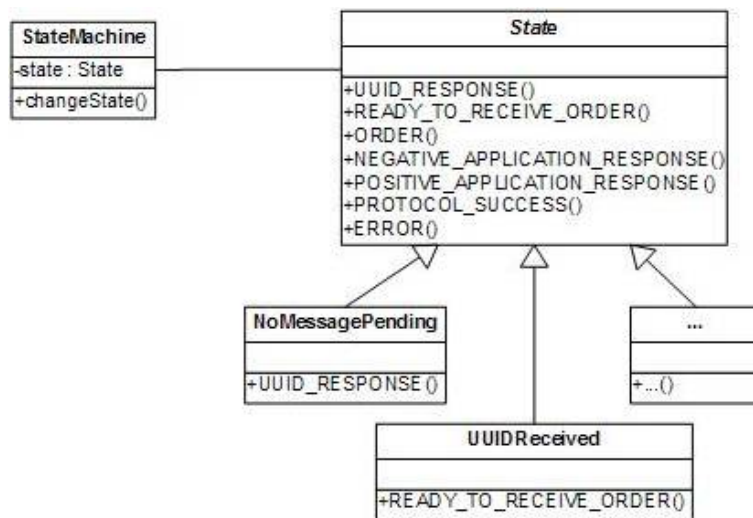 StateMachine
-state : State
+changeState()
State
+UUID_RESPONSE()
+READY_TO_RECEIVE_ORDER()
+ORDER()
+NEGATIVE_APPLICATION_RESPONSE()
+POSITIVE_APPLICATION_RESPONSE()
+PROTOCOL_SUCCESS()
+ERROR()
NoMessagePending
+UUID_RESPONSE()
...
+...()
UUIDReceived
+READY_TO_RECEIVE_ORDER()